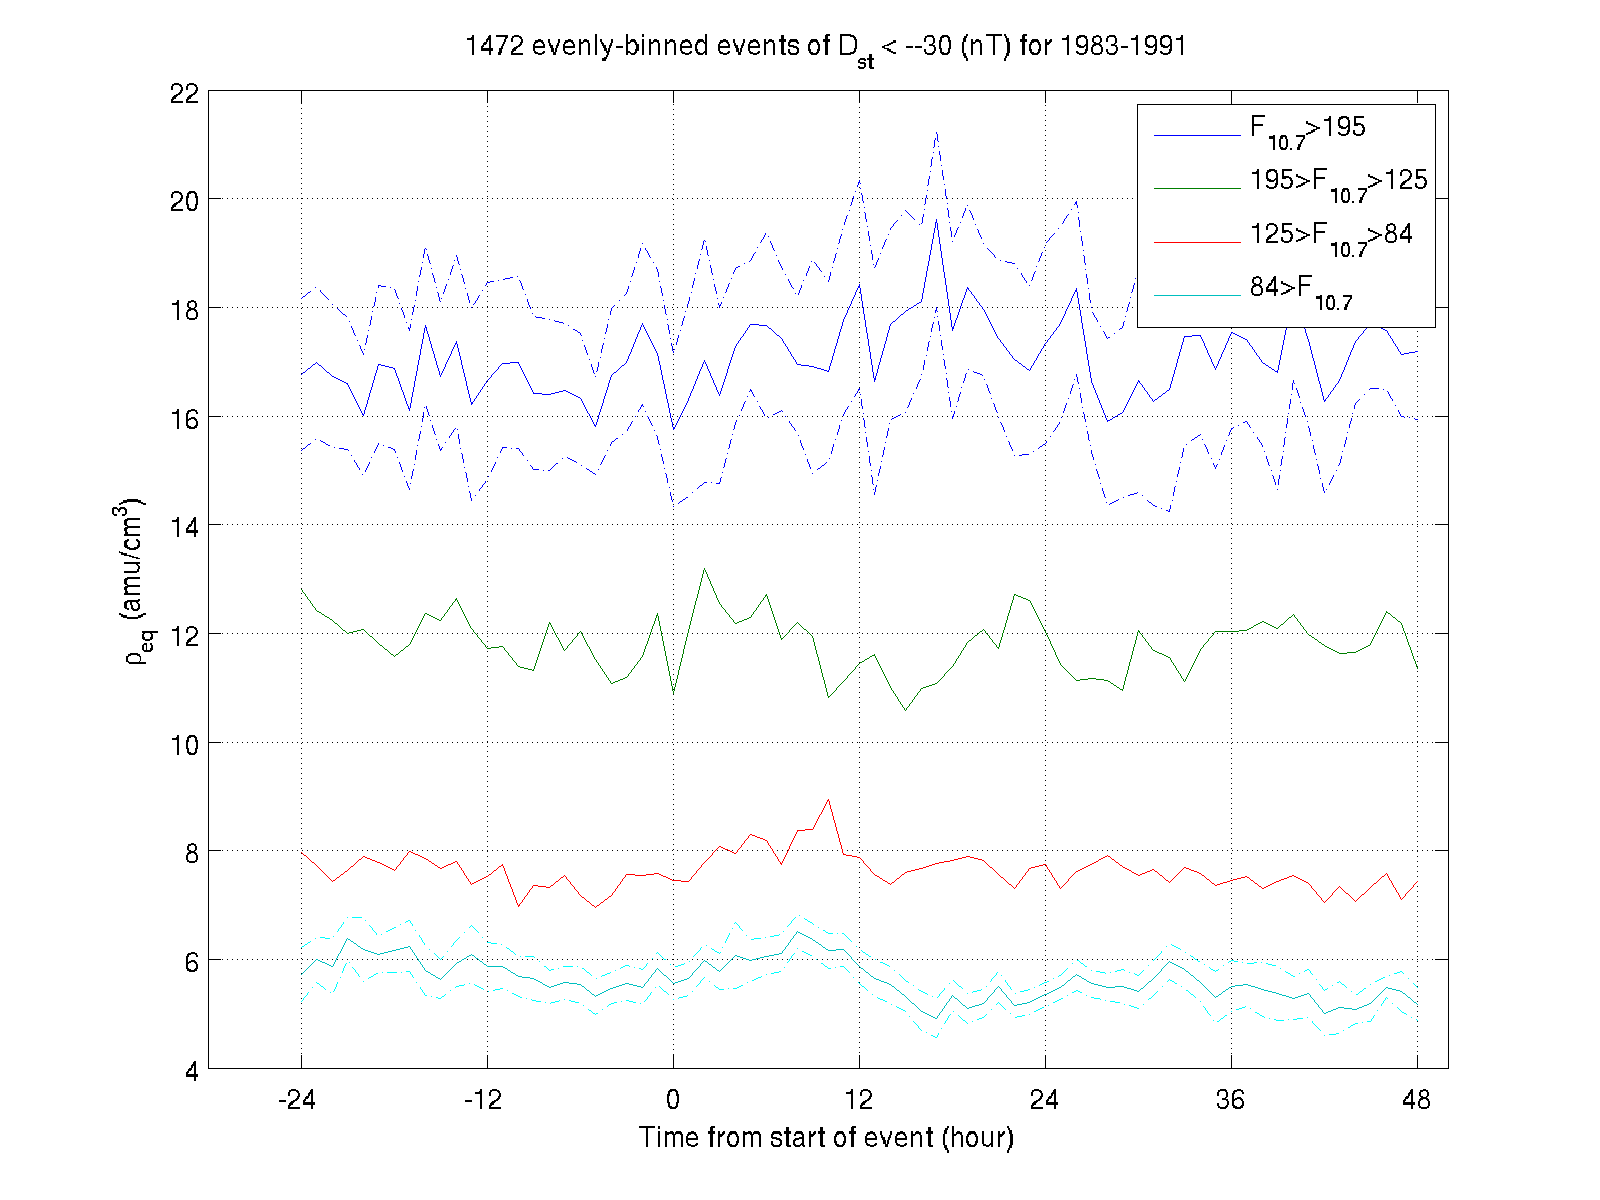 1472 evenly-binned events of Dst < --30 (nT) for 1983-1991
22
20
18
16
14
12
10
8
6
4
ρeq (amu/cm3)
F10.7>195
195>F10.7>125
125>F10.7>84
84>F10.7
-24 -12 0 12 24 36 48
Time from start of event (hour)